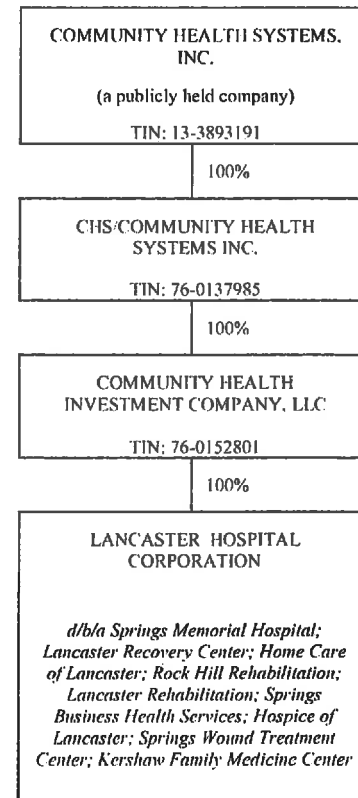 COMMUNITY HEALTH SYSTEMS,
INC.
(a publicly held company)
TIN: 13-3893191
100%
CHS/COMMUNITY HEALTH
SYSTEMS INC.
TIN: 76-0137985
100%
COMMUNITY HEALTH
INVESTMENT COMPANY, LLC
TIN: 76-0152801
100%
LANCASTER HOSPITAL
CORPORATION
d/b/a Springs Memorial Hospital;
Lancaster Recovery Center; Home Care
of Lancaster; Rock Hill Rehabilitation;
Lancaster Rehabilitation; Springs
Business Health Services; Hospice of
Lancaster; Springs Wound Treatment
Center; Kershaw Family Medicine Center